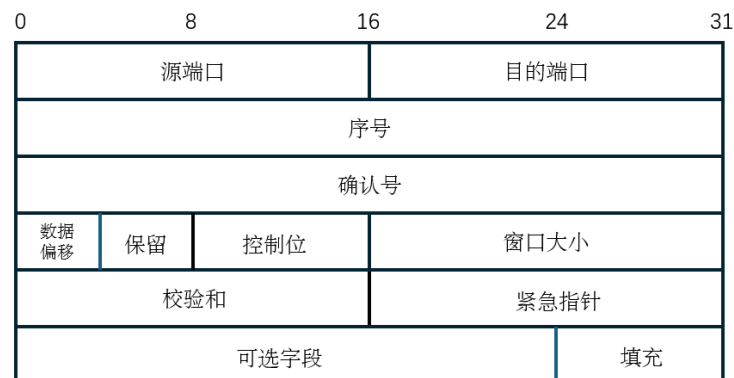 0 8 16 24 31
源端口 目的端口
序号
确认号
数据
偏移 保留 控制位 窗口大小
校验和 紧急指针
可选字段 填充